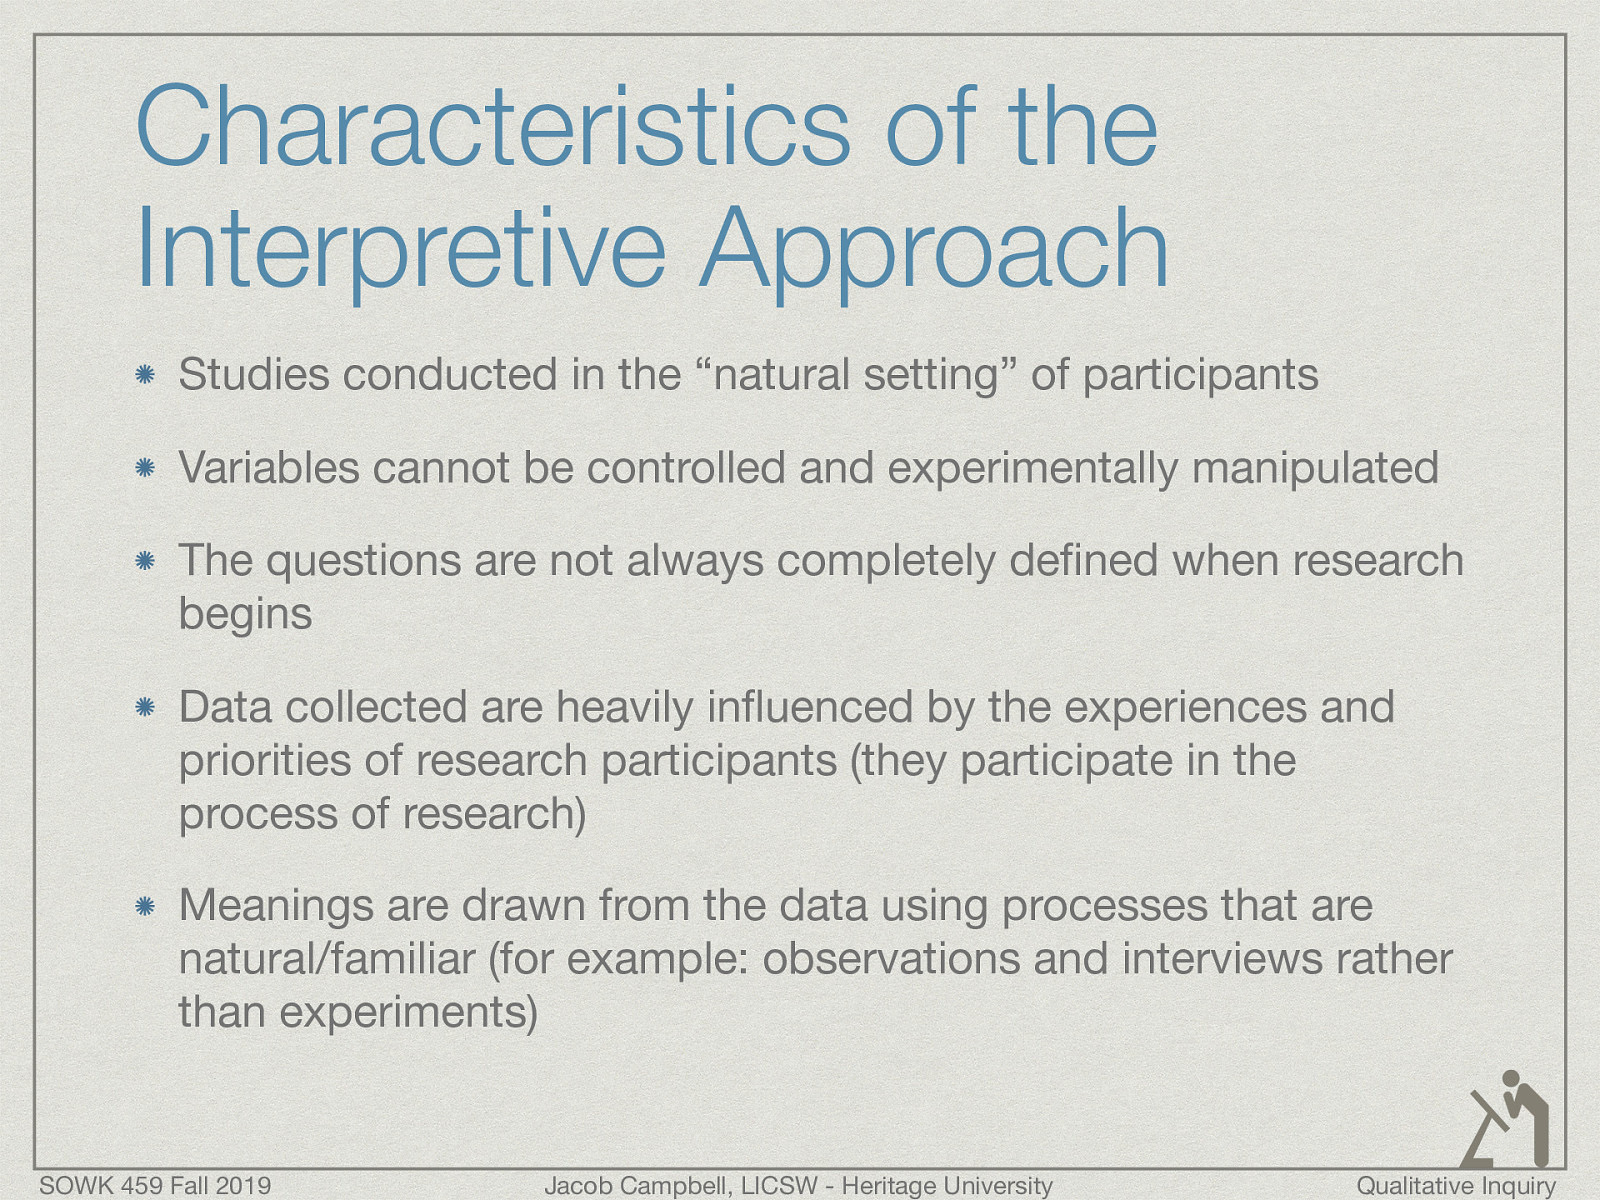 Characteristics of the
Interpretive Approach
Studies conducted in the “natural setting” of participants
Variables cannot be controlled and experimentally manipulated
The questions are not always completely defined when research
begins
Data collected are heavily influenced by the experiences and
priorities of research participants (they participate in the
process of research)
Meanings are drawn from the data using processes that are
natural/familiar (for example: observations and interviews rather
than experiments)
SOWK 459 Fall 2019
Jacob Campbell, LICSW - Heritage University
Qualitative Inquiry